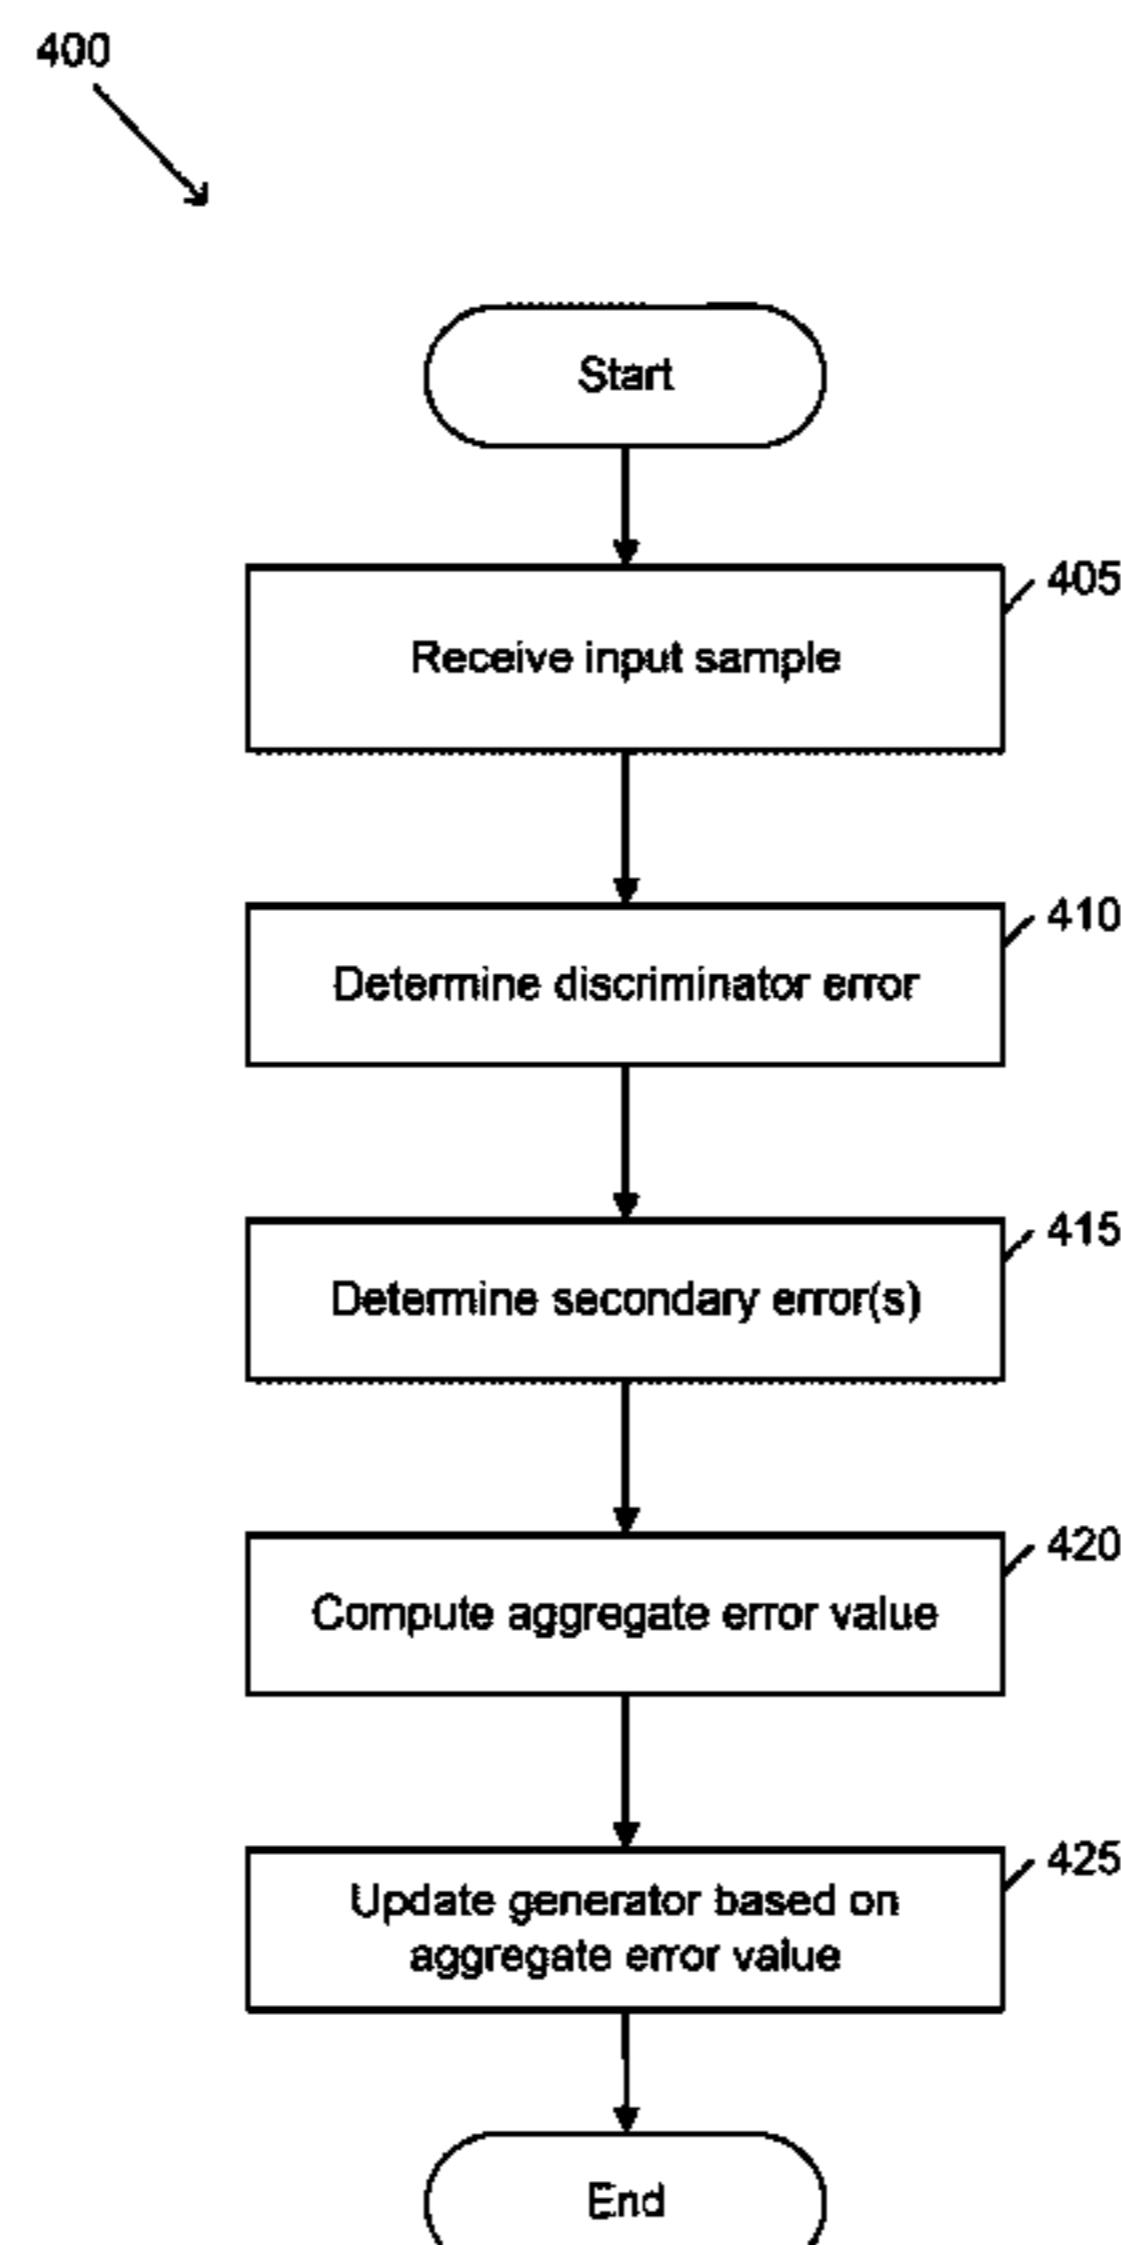 400
Start
405
Receive input sample
410
Determine discriminator error
415
Determine secondary error(s)
420
Compute aggregate error value
425
Update generator based on
aggregate error value
End